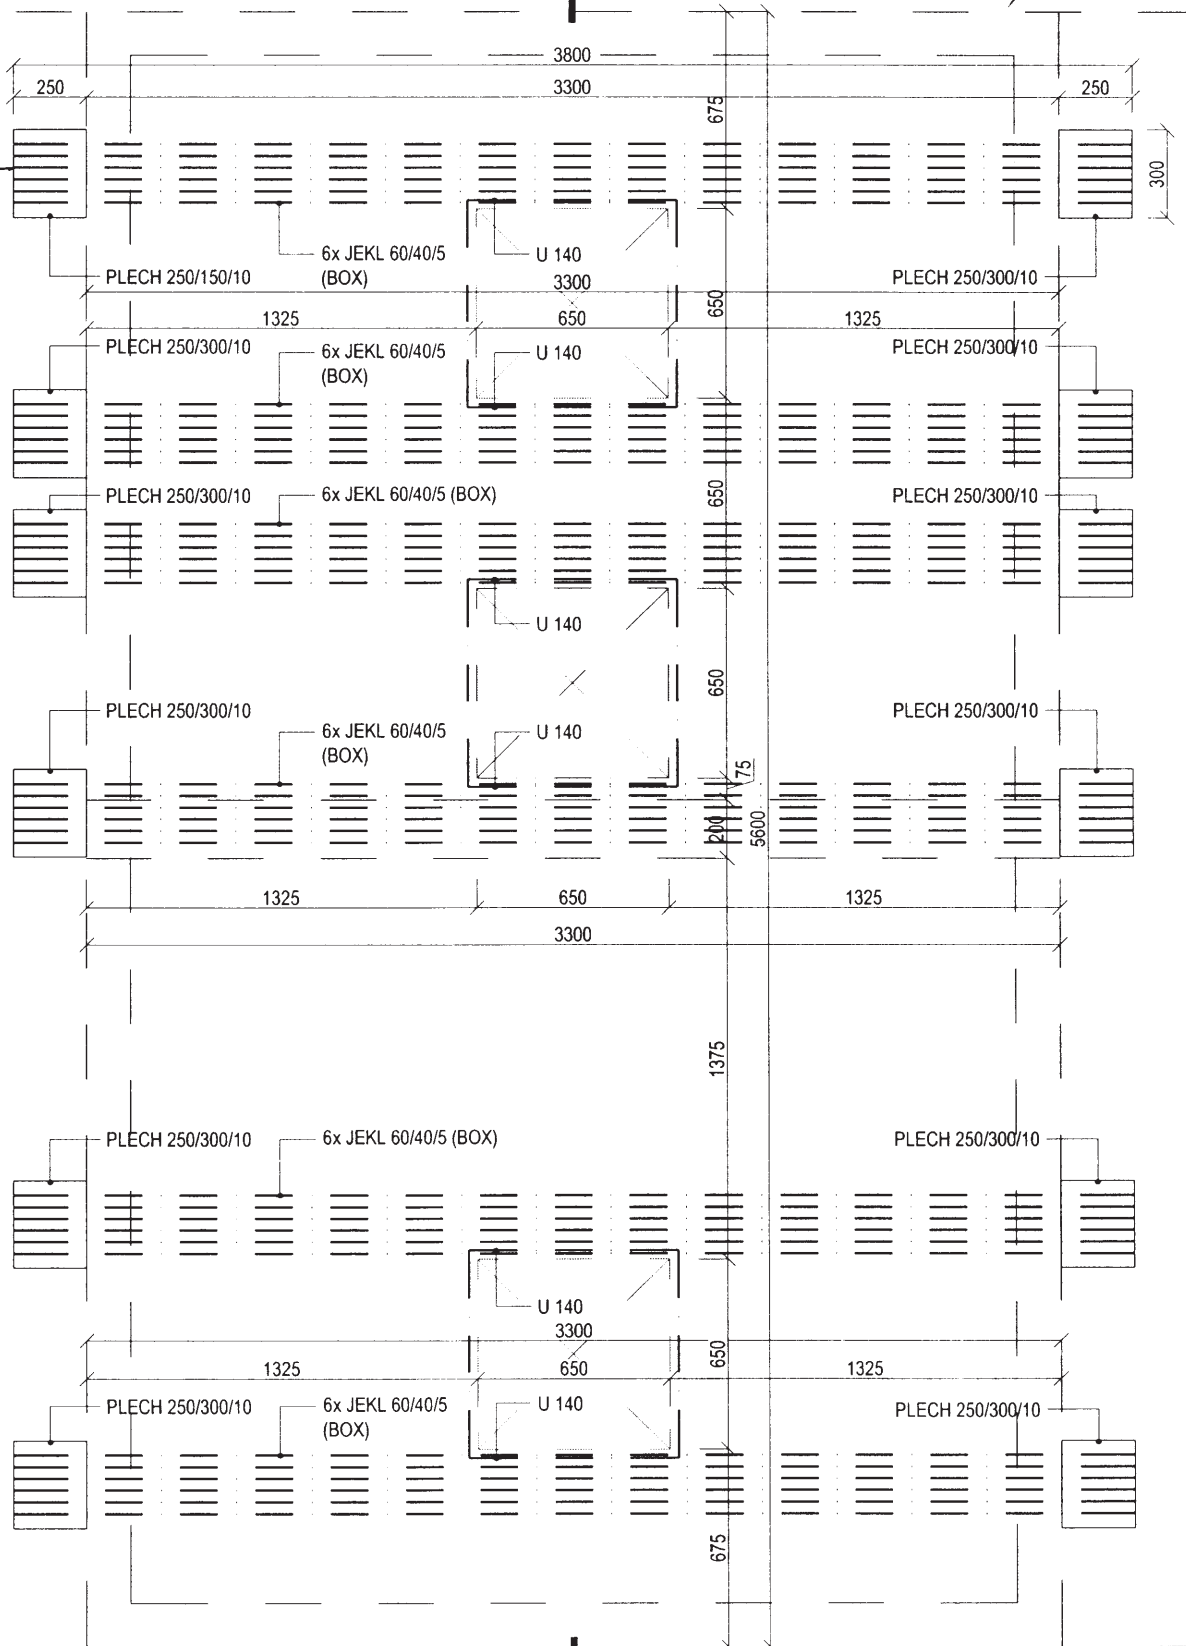 3800
250
3300
250
675
300
6x JEKL 60/40/5
(BOX)
U 140
PLECH 250/150/10
PLECH 250/300/10
3300
650
1325
650
1325
PLECH 250/300/10
6x JEKL 60/40/5
(BOX)
U 140
PLECH 250/300/10
PLECH 250/300/10
6x JEKL 60/40/5 (BOX)
650
PLECH 250/300/10
U 140
650
PLECH 250/300/10
6x JEKL 60/40/5
(BOX)
U 140
PLECH 250/300/10
75
200
5600
1325
650
1325
3300
1375
PLECH 250/300/10
6x JEKL 60/40/5 (BOX)
PLECH 250/300/10
U 140
3300
650
1325
650
1325
PLECH 250/300/10
6x JEKL 60/40/5
(BOX)
U 140
PLECH 250/300/10
675